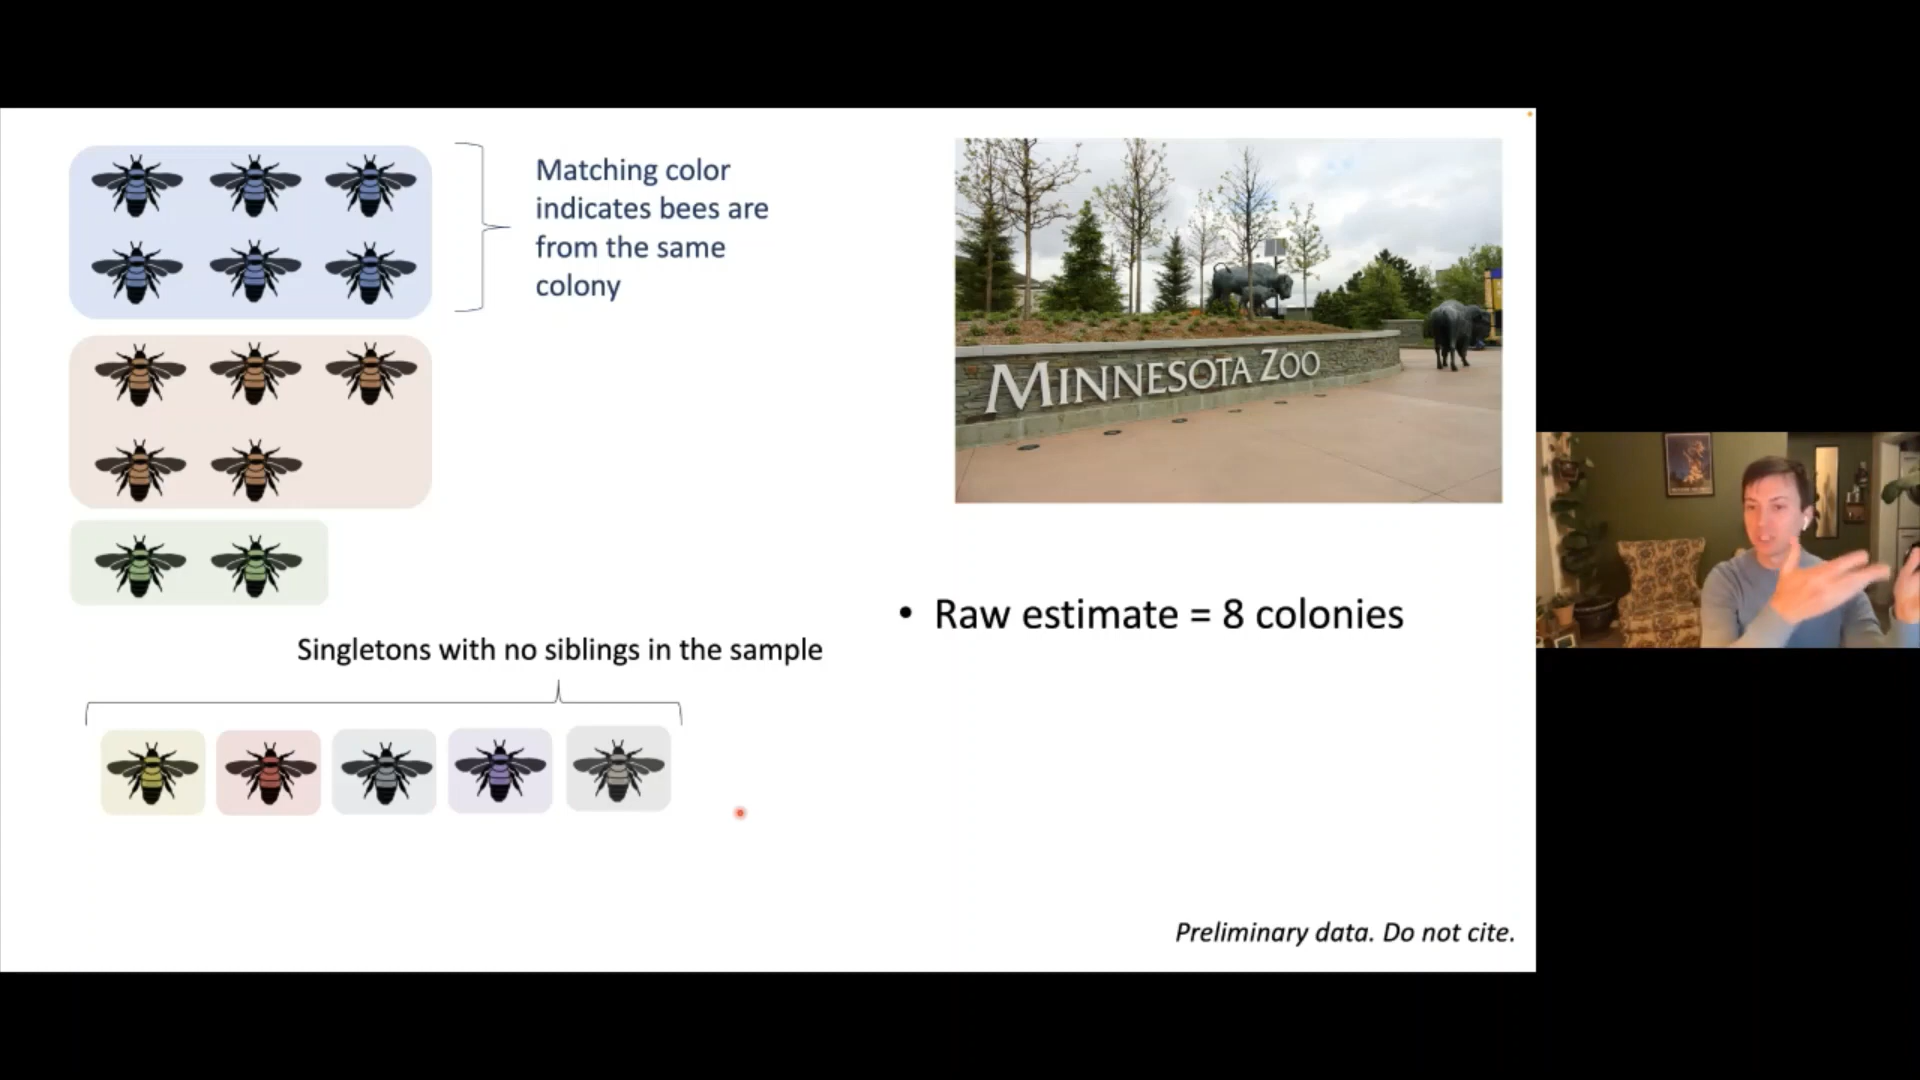 Matching color
indicates bees are
from the same
colony
MINNESOTA ZOO
• Raw estimate = 8 colonies
Singletons with no siblings in the sample
Preliminary data. Do not cite.